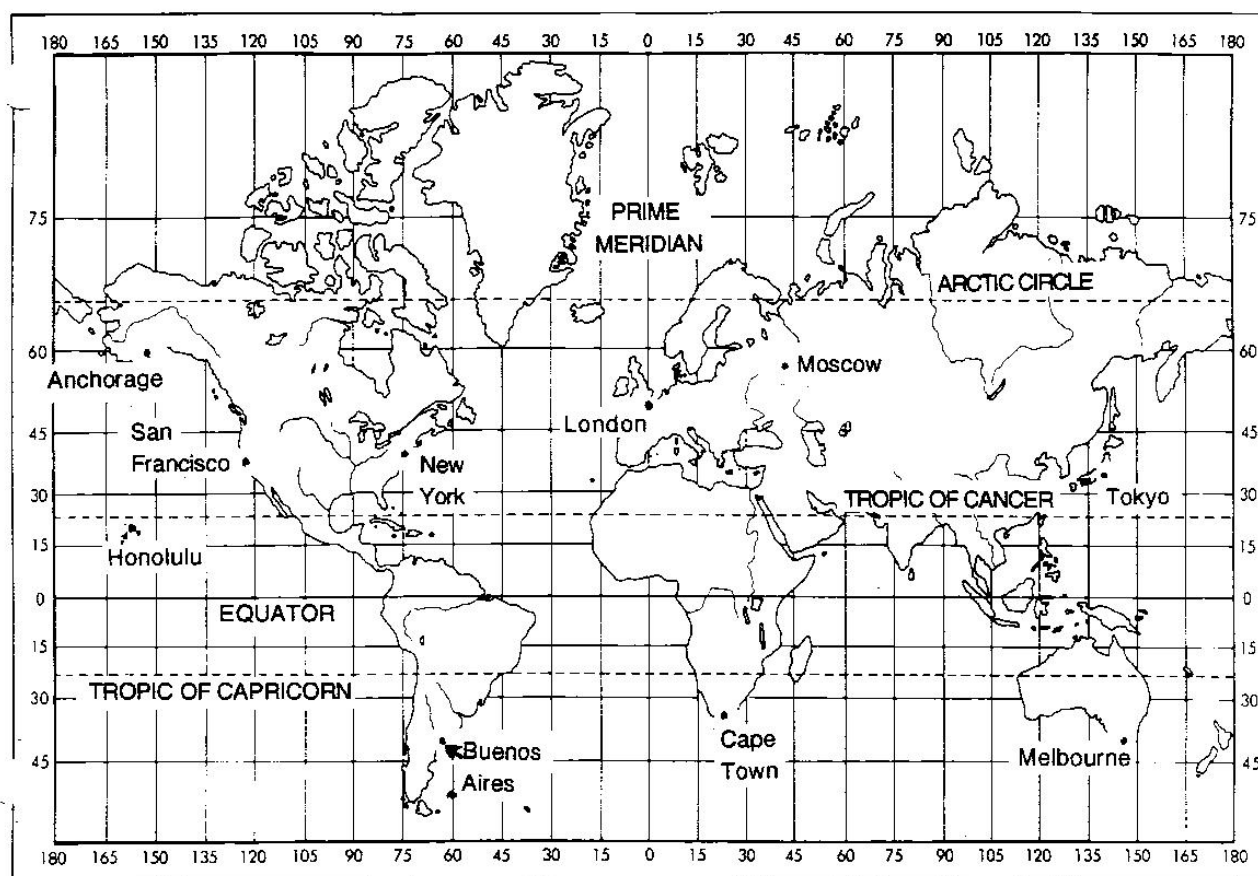 180 165 150 135 120 105 90 75 60 45 30 15 0 15 30 45 60 75 90 105 120 135 150 165 180
PRIME
75 75
MERIDIAN
ARCTIC CIRCLE
60 60
Moscow
Anchorage
London
San
45 45
Francisco
New
York
30 30
TROPIC OF CANCER
Tokyo
15 15
Honolulu
0 0
EQUATOR
15 15
TROPIC OF CAPRICORN
30 30
Cape
Town
Buenos
Aires
Melbourne
45 45
180 165 150 135 120 105 90 75 60 45 30 15 0 15 30 45 60 75 90 105 120 135 150 165 180